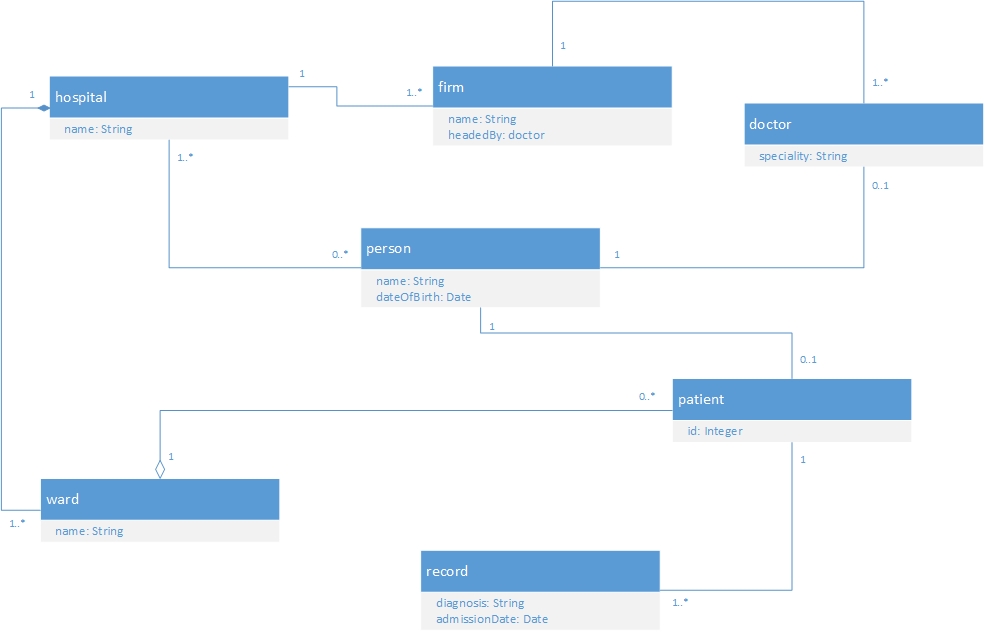 1
1..*
1
1
1..*
hospital
name: String
firm
name: String
headedBy: doctor
doctor
speciality: String
1..*
0..1
0..*
person
1
name: String
dateOfBirth: Date
1
0..1
0..*
patient
id: Integer
1
1
ward
name: String
1..*
record
diagnosis: String
admissionDate: Date
1..*